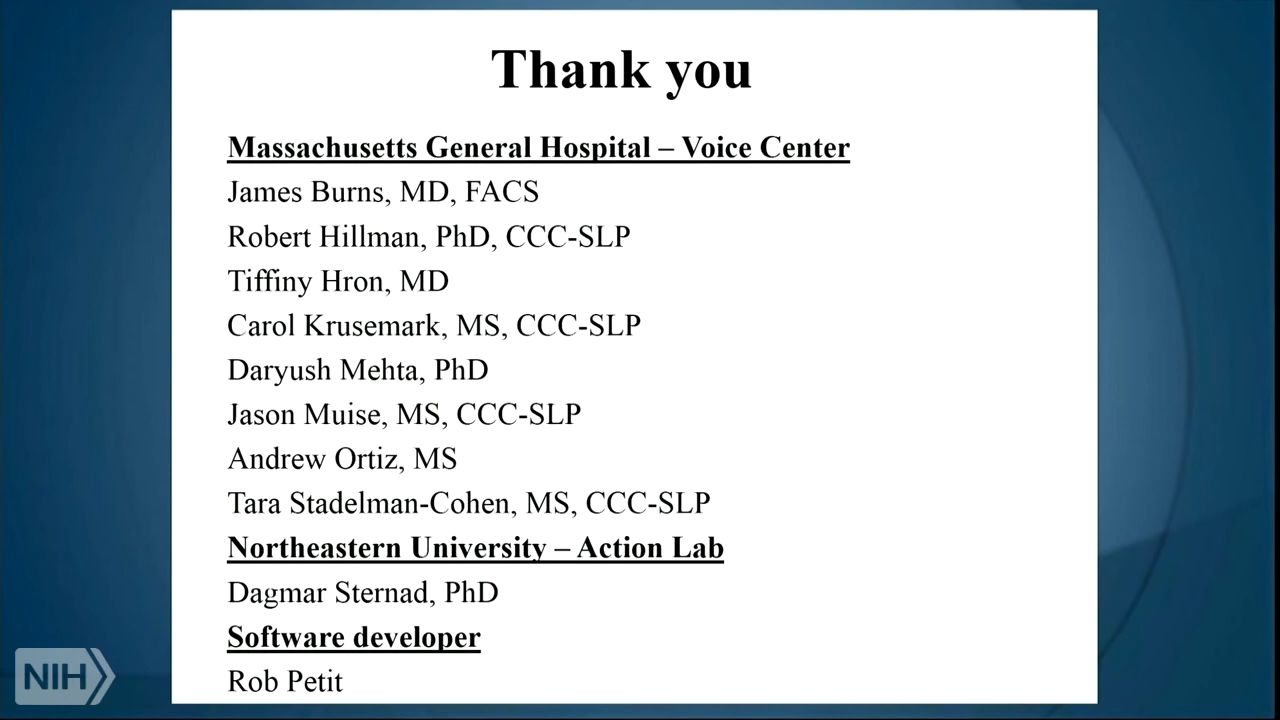 Thank you
Massachusetts General Hospital – Voice Center
James Burns, MD, FACS
Robert Hillman, PhD, CCC-SLP
Tiffiny Hron, MD
Carol Krusemark, MS, CCC-SLP
Daryush Mehta, PhD
Jason Muise, MS, CCC-SLP
Andrew Ortiz, MS
Tara Stadelman-Cohen, MS, CCC-SLP
Northeastern University – Action Lab
Dagmar Sternad, PhD
Software developer
Rob Petit
NIH